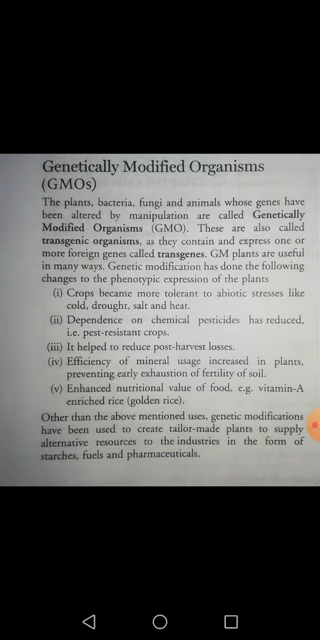 Genetically Modified Organisms
(GMOs)
The plants, bacteria, fungi and animals whose genes have
been altered by manipulation are called Genetically
Modified Organisms (GMO). These are also called
transgenic organisms, as they contain and express one or
more foreign genes called transgenes. GM plants are useful
in many ways. Genetic modification has done the following
changes to the phenotypic expression of the plants
(i) Crops became more tolerant to abiotic stresses like
cold, drought, salt and heat.
(ii) Dependence on chemical pesticides has reduced,
i.e. pest-resistant crops.
(iii) It helped to reduce post-harvest losses.
(iv) Efficiency of mineral usage increased in plants,
preventing early exhaustion of fertility of soil.
(v) Enhanced nutritional value of food, e.g. vitamin-A
enriched rice (golden rice).
Other than the above mentioned uses, genetic modifications
have been used to create tailor-made plants to supply
alternative resources to the industries in the form of
starches, fuels and pharmaceuticals.